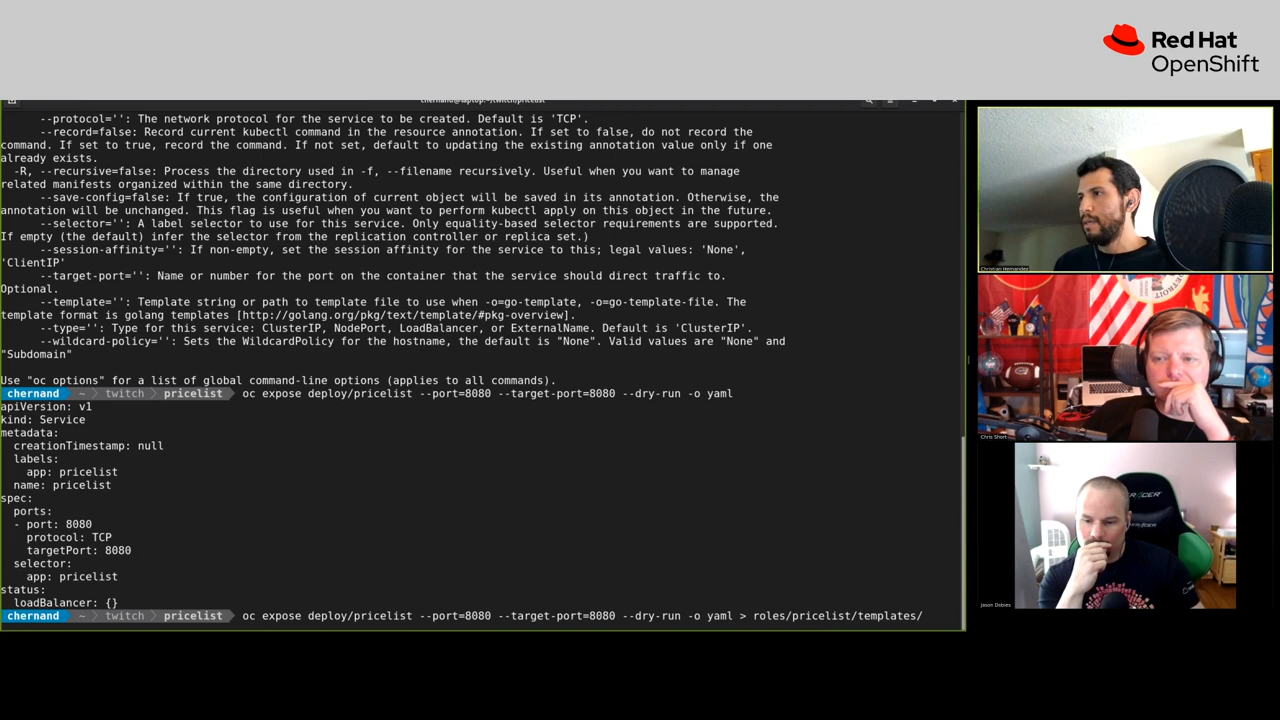 Red Hat
OpenShift
chernand@laptop:~/twitch/pricelist
--protocol='': The network protocol for the service to be created. Default is 'TCP'.
--record=false: Record current kubectl command in the resource annotation. If set to false, do not record the
command. If set to true, record the command. If not set, default to updating the existing annotation value only if one
already exists.
-R, --recursive=false: Process the directory used in -f, --filename recursively. Useful when you want to manage
related manifests organized within the same directory.
--save-config=false: If true, the configuration of current object will be saved in its annotation. Otherwise, the
annotation will be unchanged. This flag is useful when you want to perform kubectl apply on this object in the future.
--selector='': A label selector to use for this service. Only equality-based selector requirements are supported.
If empty (the default) infer the selector from the replication controller or replica set.)
--session-affinity='': If non-empty, set the session affinity for the service to this; legal values: 'None',
'ClientIP'
--target-port='': Name or number for the port on the container that the service should direct traffic to.
Optional.
--template='': Template string or path to template file to use when -o=go-template, -o=go-template-file. The
template format is golang templates [http://golang.org/pkg/text/template/#pkg-overview].
--type='': Type for this service: ClusterIP, NodePort, LoadBalancer, or ExternalName. Default is 'ClusterIP'.
--wildcard-policy='': Sets the WildcardPolicy for the hostname, the default is "None". Valid values are "None" and
"Subdomain"
Use "oc options" for a list of global command-line options (applies to all commands).
chernand ~ twitch pricelist oc expose deploy/pricelist --port=8080 --target-port=8080 --dry-run -o yaml
apiVersion: v1
kind: Service
metadata:
creationTimestamp: null
labels:
app: pricelist
name: pricelist
spec:
ports:
- port: 8080
protocol: TCP
targetPort: 8080
selector:
app: pricelist
status:
loadBalancer: {}
chernand ~ twitch pricelist oc expose deploy/pricelist --port=8080 --target-port=8080 --dry-run -o yaml > roles/pricelist/templates/
Christian Hernandez
Chris Short
Jason Dobies